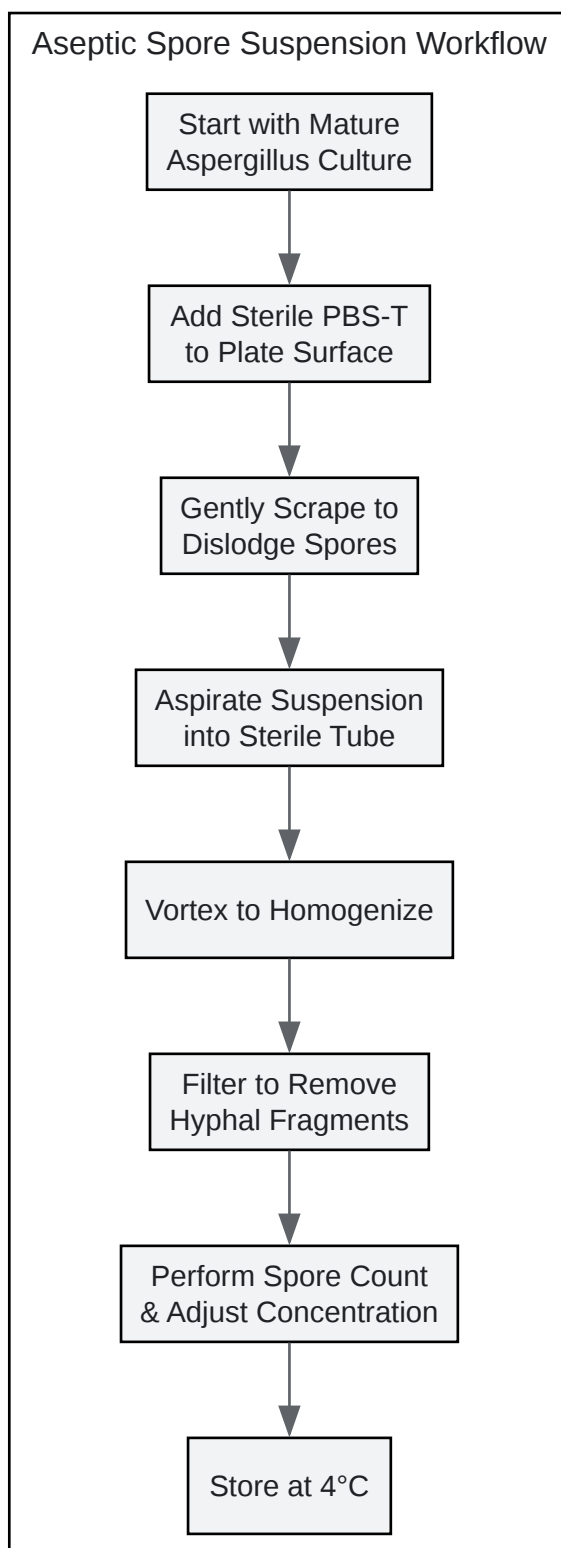 Aseptic Spore Suspension Workflow
Start with Mature
Aspergillus Culture
Add Sterile PBS-T
to Plate Surface
Gently Scrape to
Dislodge Spores
Aspirate Suspension
into Sterile Tube
Vortex to Homogenize
Filter to Remove
Hyphal Fragments
Perform Spore Count
& Adjust Concentration
Store at 4°C